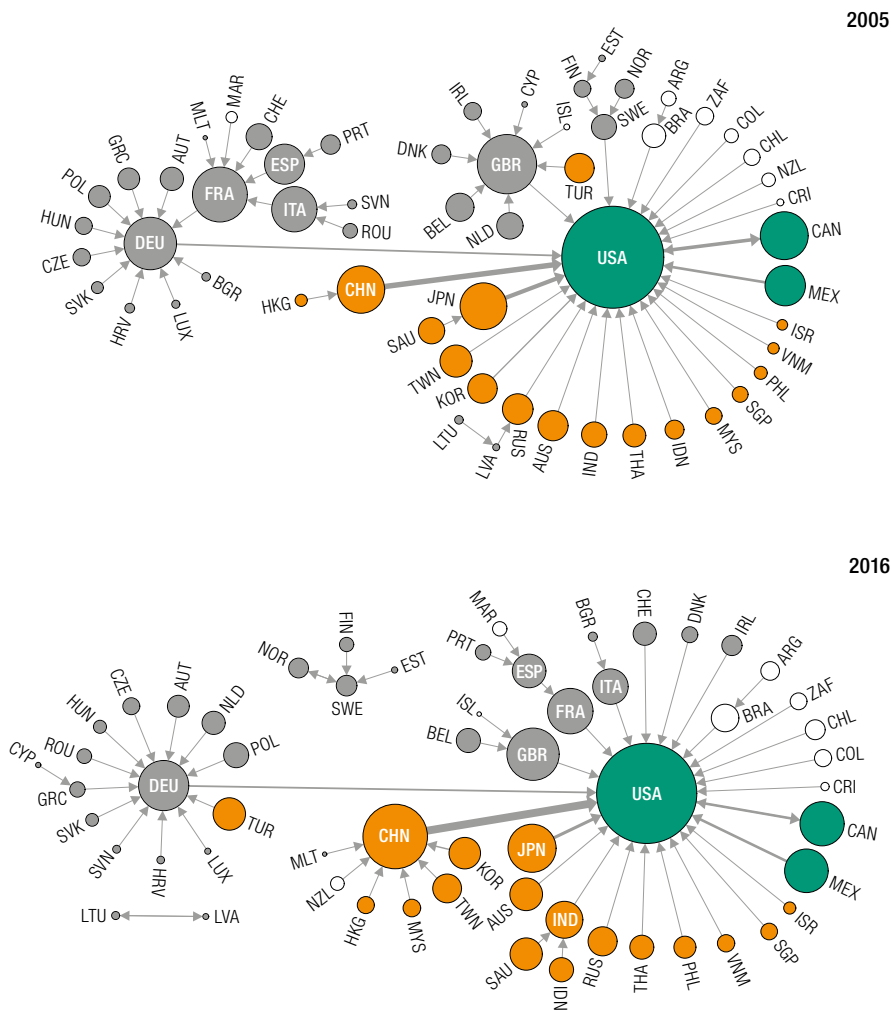 2005
EST
FIN
NOR
ARG
ZAF
CYP
IRL
MAR
MLT
CHE
ISL
SWE
BRA
COL
PRT
GRC
AUT
ESP
DNK
GBR
CHL
POL
FRA
TUR
NZL
ITA
SVN
CRI
HUN
BEL
NLD
ROU
CAN
DEU
CZE
USA
BGR
SVK
CHN
JPN
MEX
HKG
HRV
LUX
SAU
ISR
TWN
VNM
KOR
PHL
SGP
LTU
RUS
MYS
LVA
AUS
IND
THA
IDN
2016
MAR
BGR
CHE
DNK
IRL
FIN
ARG
NOR
EST
PRT
ESP
ITA
CZE
AUT
SWE
ZAF
NLD
ISL
FRA
BRA
HUN
CHL
BEL
GBR
ROU
POL
COL
CYP
DEU
USA
CRI
GRC
TUR
SVK
CHN
CAN
JPN
SVN
HRV
LUX
MLT
KOR
MEX
NZL
TWN
AUS
LTU
LVA
HKG
MYS
IND
ISR
SGP
SAU
IDN
RUS
THA
PHL
VNM